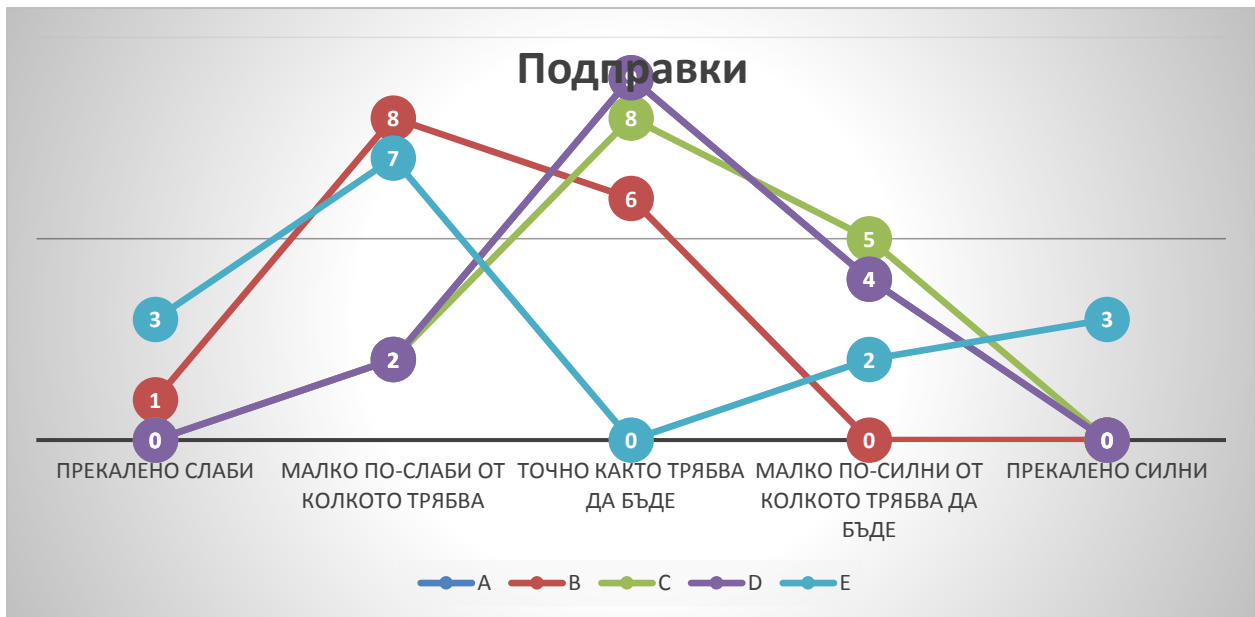 Подправки
8
7
8
6
5
4
3
2
2
3
1
0
0
0
0
ПРЕКАЛЕНО СЛАБИ
МАЛКО ПО-СЛАБИ ОТ
КОЛКОТО ТРЯБВА
ТОЧНО КАКТО ТРЯБВА
ДА БЪДЕ
МАЛКО ПО-СИЛНИ ОТ
КОЛКОТО ТРЯБВА ДА
БЪДЕ
ПРЕКАЛЕНО СИЛНИ
A
B
C
D
E